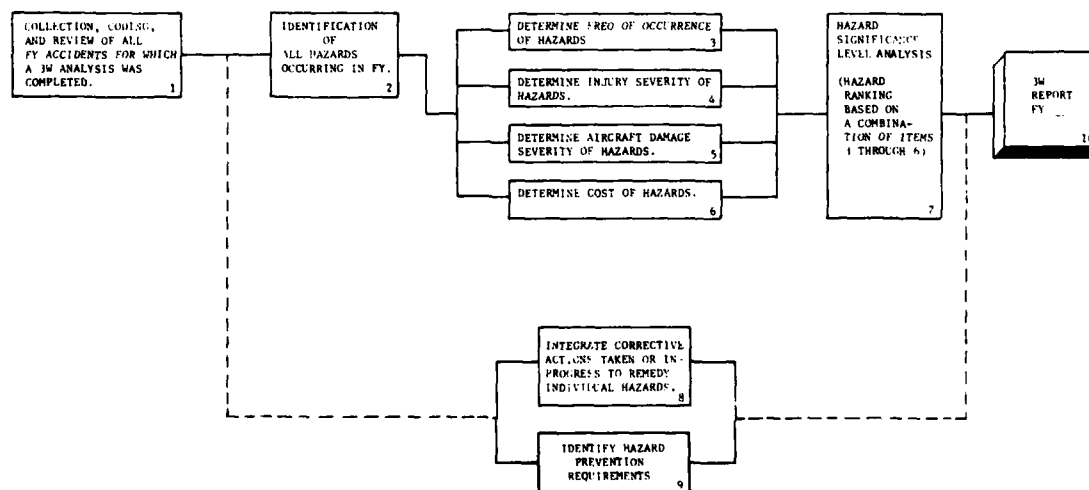 COLLECTION, CODING,
AND REVIEW OF ALL
FY ACCIDENTS FOR WHICH
A 3W ANALYSIS WAS
COMPLETED.
1
IDENTIFICATION
OF
ALL HAZARDS
OCCURRING IN FY.
2
DETERMINE FREQ OF OCCURRENCE
OF HAZARDS
3
DETERMINE INJURY SEVERITY OF
HAZARDS.
4
DETERMINE AIRCRAFT DAMAGE
SEVERITY OF HAZARDS.
5
DETERMINE COST OF HAZARDS.
6
HAZARD
SIGNIFICANCE
LEVEL ANALYSIS
(HAZARD
RANKING
BASED ON
A COMBINA-
TION OF ITEMS
THROUGH 6)
7
3W
REPORT
FY
10
INTEGRATE CORRECTIVE
ACTIONS TAKEN OR IN-
PROGRESS TO REMEDY
INDIVIDUAL HAZARDS.
8
IDENTIFY HAZARD
PREVENTION
REQUIREMENTS
9